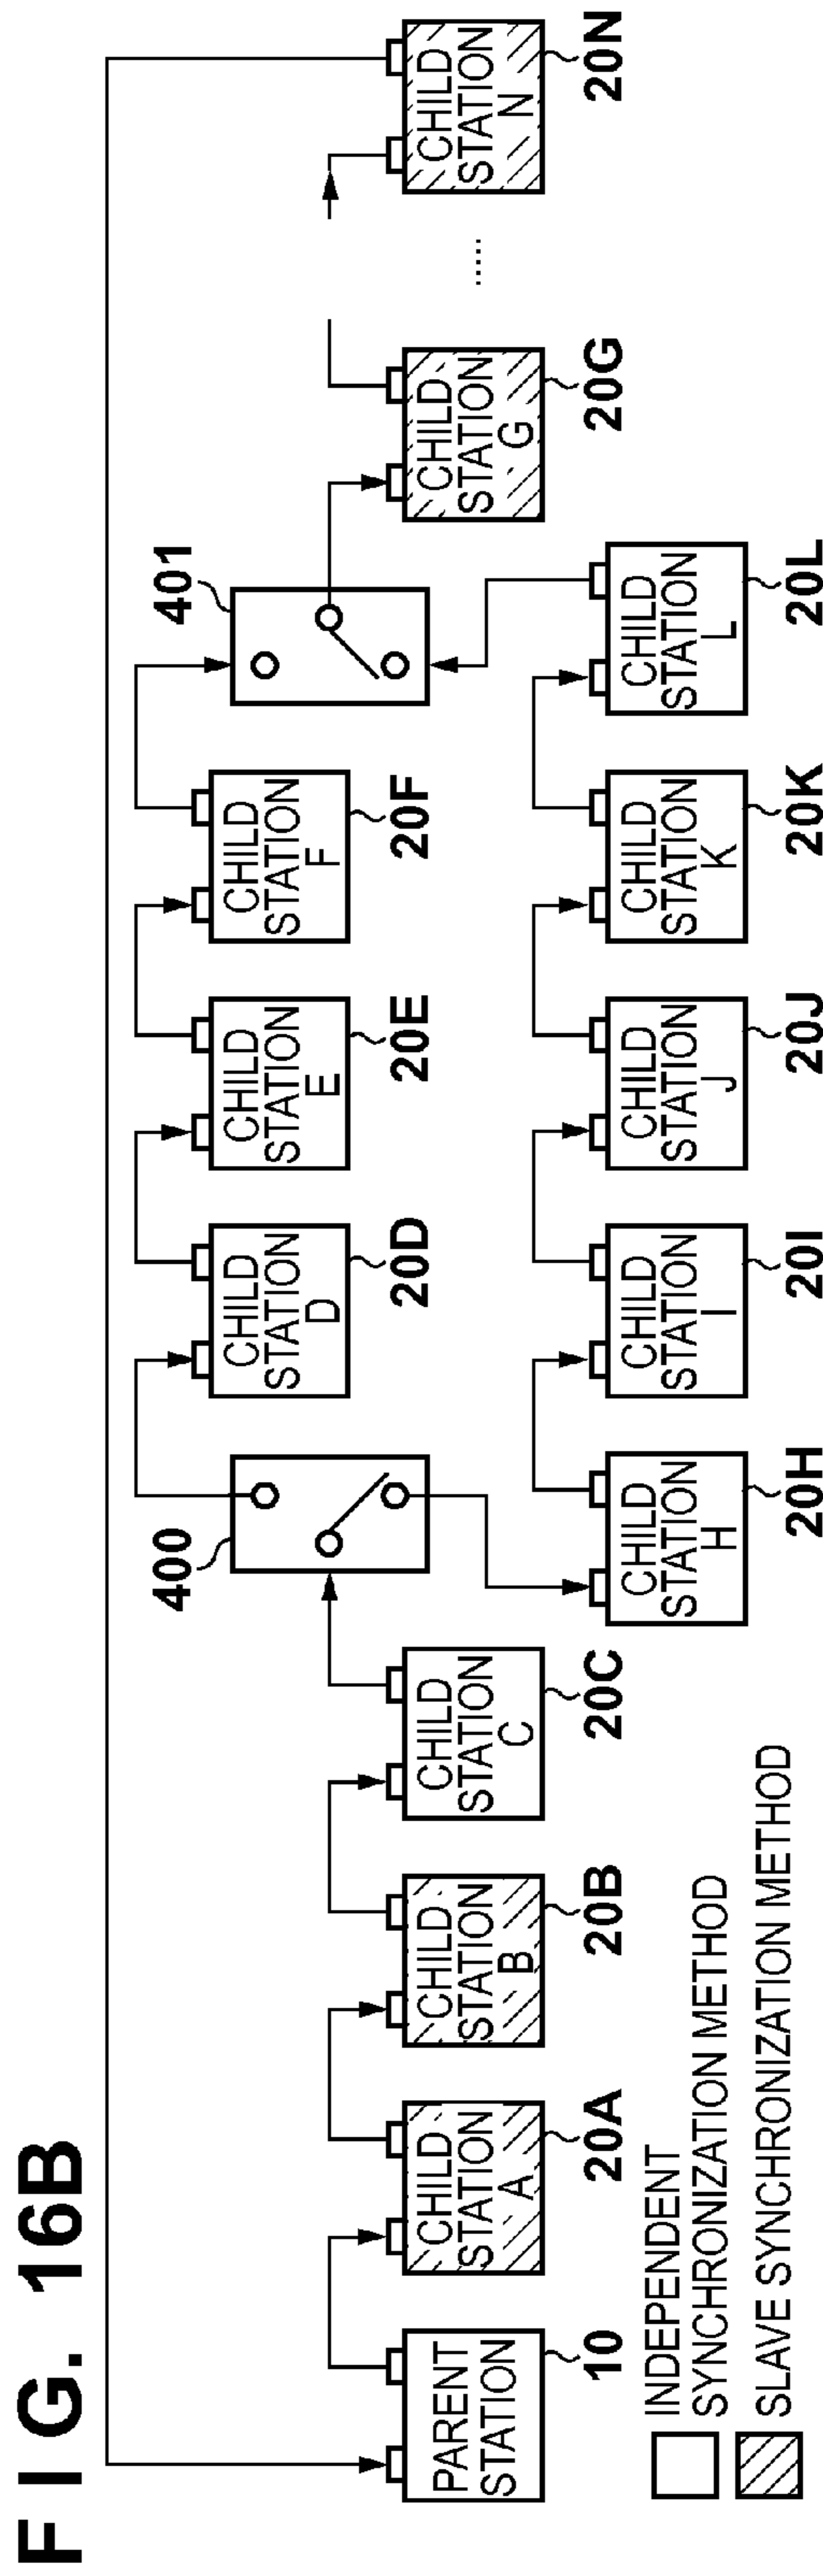 FIG. 16B
400
401
CHILD
STATION
D
20D
CHILD
STATION
E
20E
CHILD
STATION
F
20F
PARENT
STATION
10
CHILD
STATION
A
20A
CHILD
STATION
B
20B
CHILD
STATION
C
20C
CHILD
STATION
G
20G
......
CHILD
STATION
N
20N
CHILD
STATION
H
20H
CHILD
STATION
I
20I
CHILD
STATION
J
20J
CHILD
STATION
K
20K
CHILD
STATION
L
20L
INDEPENDENT
SYNCHRONIZATION METHOD
SLAVE SYNCHRONIZATION METHOD